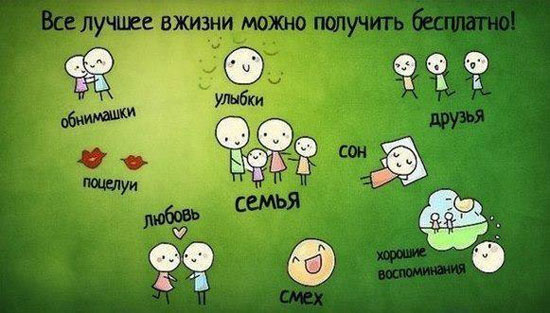 Все лучшее вжизни можно получить бесплатно!
обнимашки
улыбки
друзья
поцелуи
семья
сон
любовь
смех
хорошие
воспоминания